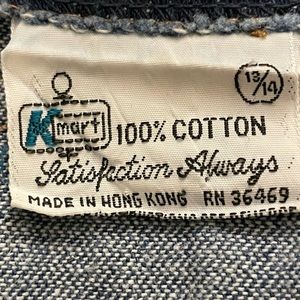 Kmart 100% COTTON 13/14
Satisfaction Always
MADE IN HONG KONG RN 36469